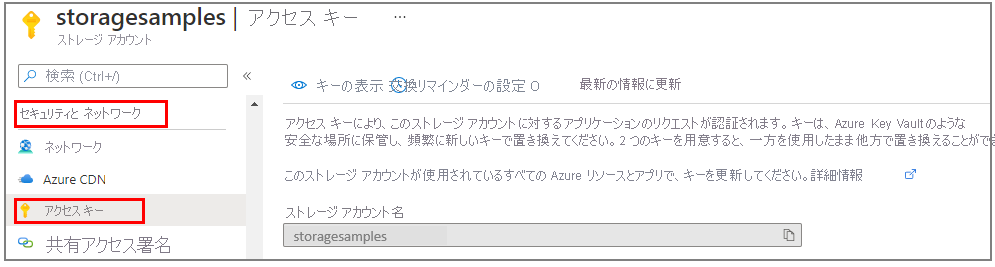 storagesamples | アクセス キー ...
ストレージ アカウント
検索 (Ctrl+/)
«
セキュリティと ネットワーク
ネットワーク
Azure CDN
アクセスキー
共有アクセス署名
キーの表示 交換リマインダーの設定 O 最新の情報に更新
アクセス キーにより、このストレージ アカウントに対するアプリケーションのリクエストが認証されます。キーは、Azure Key Vaultのような
安全な場所に保管し、頻繁に新しいキーで置き換えてください。2 つのキーを用意すると、一方を使用したまま他方で置き換えることがで
このストレージ アカウントが使用されているすべての Azure リソースとアプリで、キーを更新してください。詳細情報
ストレージ アカウント名
storagesamples